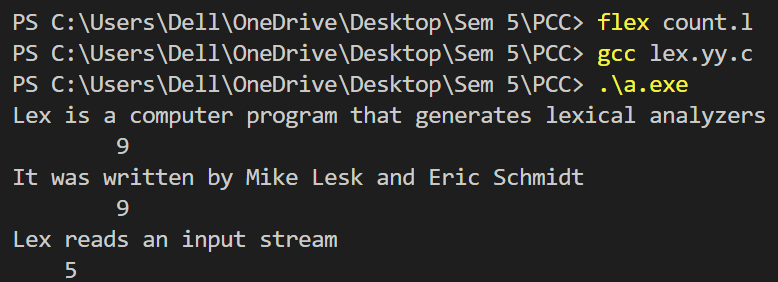 PS C:\Users\Dell\OneDrive\Desktop\Sem 5\PCC> flex count.l
PS C:\Users\Dell\OneDrive\Desktop\Sem 5\PCC> gcc lex.yy.c
PS C:\Users\Dell\OneDrive\Desktop\Sem 5\PCC> .\a.exe
Lex is a computer program that generates lexical analyzers
9
It was written by Mike Lesk and Eric Schmidt
9
Lex reads an input stream
5